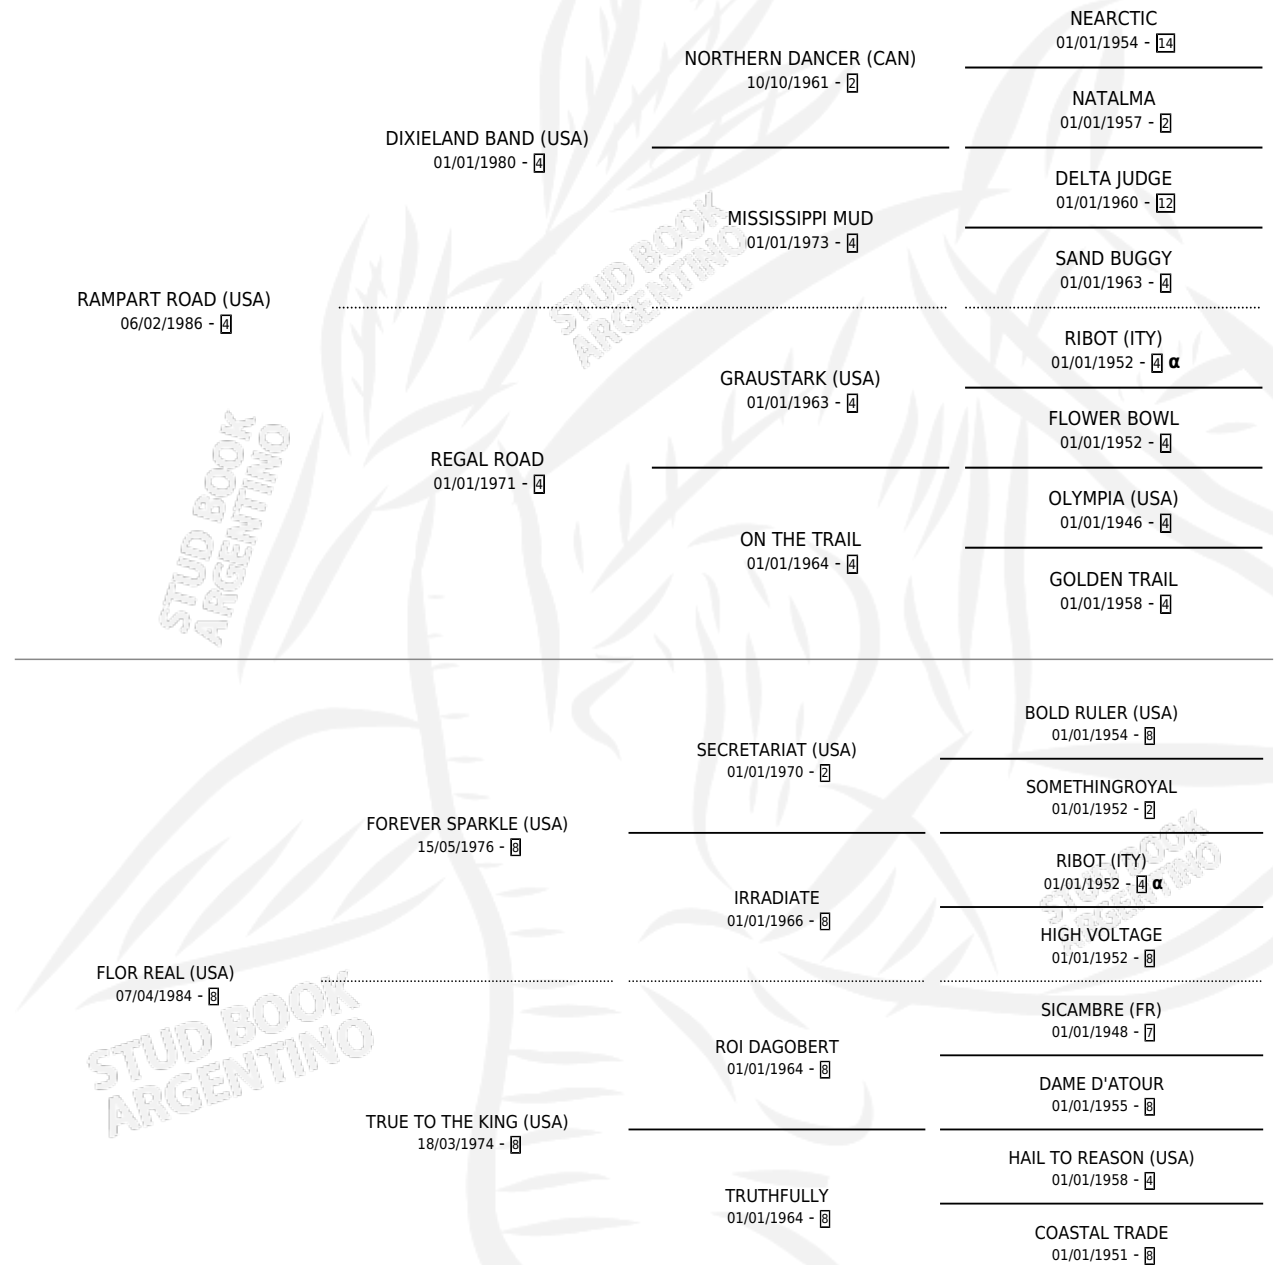 NEARCTIC
01/01/1954 - 14
NORTHERN DANCER (CAN)
10/10/1961 - 2
NATALMA
01/01/1957 - 2
DIXIELAND BAND (USA)
01/01/1980 - 4
DELTA JUDGE
01/01/1960 - 12
MISSISSIPPI MUD
01/01/1973 - 4
SAND BUGGY
01/01/1963 - 4
STUD BOOK
ARGENTINO
RAMPART ROAD (USA)
06/02/1986 - 4
RIBOT (ITY)
01/01/1952 - 4 α
GRAUSTARK (USA)
01/01/1963 - 4
FLOWER BOWL
01/01/1952 - 4
REGAL ROAD
01/01/1971 - 4
OLYMPIA (USA)
01/01/1946 - 4
ON THE TRAIL
01/01/1964 - 4
GOLDEN TRAIL
01/01/1958 - 4
STUD BOOK
ARGENTINO
BOLD RULER (USA)
01/01/1954 - 8
SECRETARIAT (USA)
01/01/1970 - 2
SOMETHINGROYAL
01/01/1952 - 2
FOREVER SPARKLE (USA)
15/05/1976 - 8
RIBOT (ITY)
01/01/1952 - 4 α
IRRADIATE
01/01/1966 - 8
HIGH VOLTAGE
01/01/1952 - 8
STUD BOOK
ARGENTINO
FLOR REAL (USA)
07/04/1984 - 8
SICAMBRE (FR)
01/01/1948 - 7
ROI DAGOBERT
01/01/1964 - 8
DAME D'ATOUR
01/01/1955 - 8
STUD BOOK
ARGENTINO
TRUE TO THE KING (USA)
18/03/1974 - 8
HAIL TO REASON (USA)
01/01/1958 - 4
TRUTHFULLY
01/01/1964 - 8
COASTAL TRADE
01/01/1951 - 8